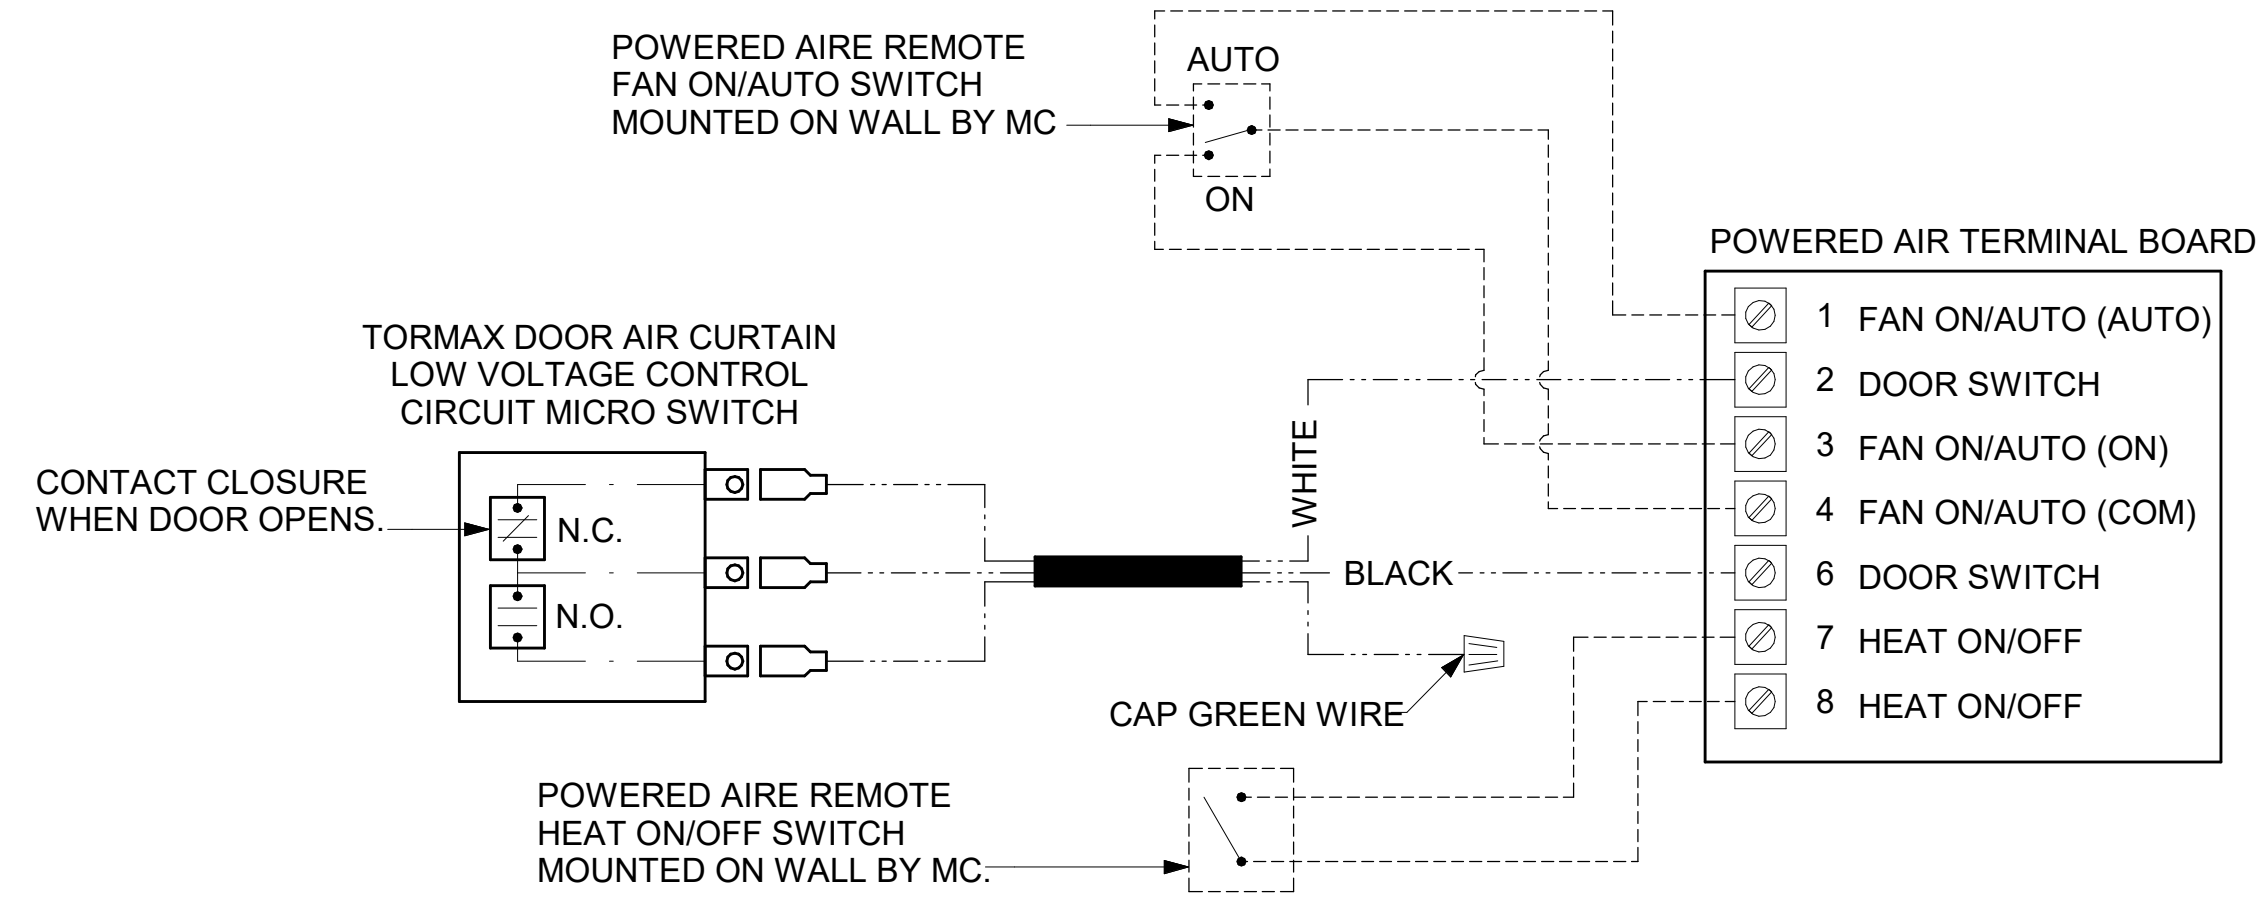 POWERED AIRE REMOTE
FAN ON/AUTO SWITCH
MOUNTED ON WALL BY MC
AUTO
ON
POWERED AIR TERMINAL BOARD
1 FAN ON/AUTO (AUTO)
2 DOOR SWITCH
3 FAN ON/AUTO (ON)
4 FAN ON/AUTO (COM)
6 DOOR SWITCH
7 HEAT ON/OFF
8 HEAT ON/OFF
TORMAX DOOR AIR CURTAIN
LOW VOLTAGE CONTROL
CIRCUIT MICRO SWITCH
CONTACT CLOSURE
WHEN DOOR OPENS.
N.C.
N.O.
WHITE
BLACK
CAP GREEN WIRE
POWERED AIRE REMOTE
HEAT ON/OFF SWITCH
MOUNTED ON WALL BY MC.